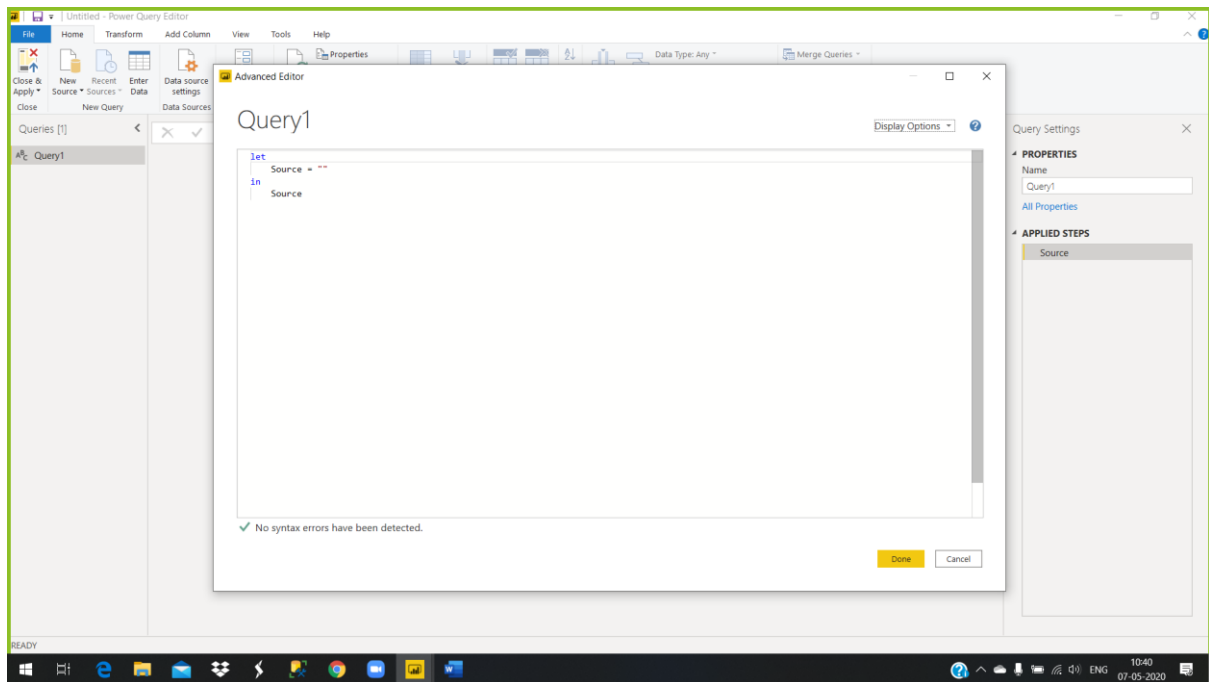 Untitled - Power Query Editor
File Home Transform Add Column View Tools Help
Properties
Data Type: Any
Merge Queries
Close &
Apply
New
Source
Recent
Sources
Enter
Data
Data source
settings
Close
New Query
Data Sources
Advanced Editor
Queries [1]
Query1
Query1
Display Options
let
Source = ""
in
Source
No syntax errors have been detected.
Done Cancel
Query Settings
PROPERTIES
Name
Query1
All Properties
APPLIED STEPS
Source
READY
ENG
10:40
07-05-2020